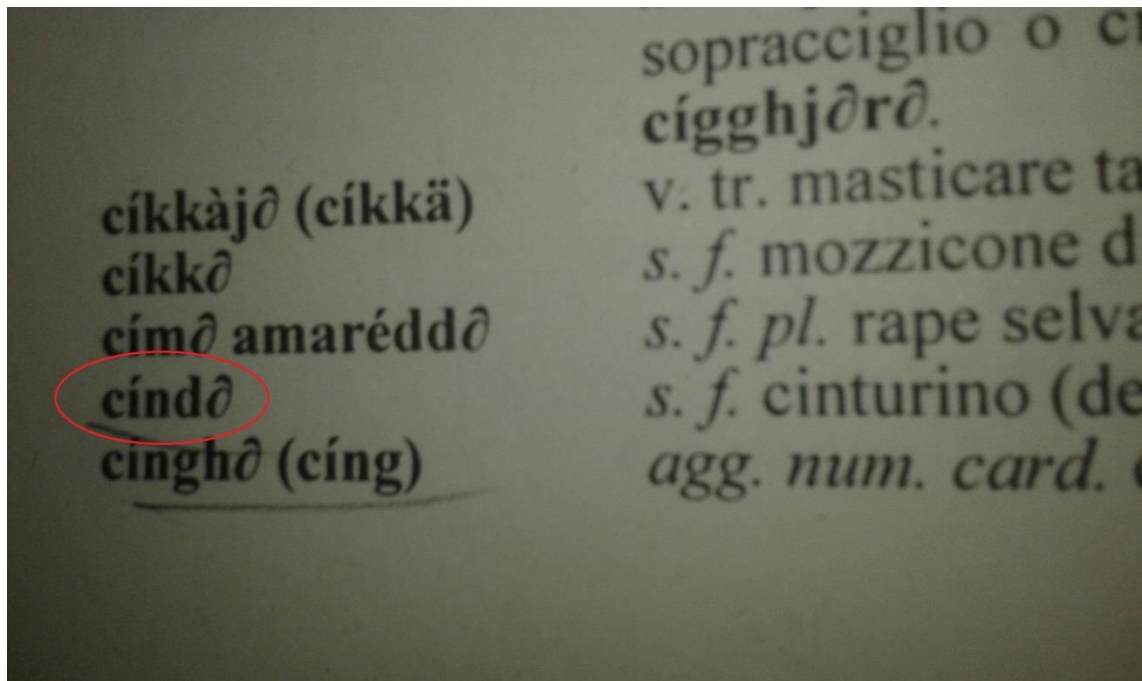 sopracciglio o
cígghj∂r∂.
cíkkàj∂ (cíkkä) v. tr. masticare
cíkk∂ s. f. mozzicone
cím∂ amarédd∂ s. f. pl. rape
cínd∂ s. f. cinturino
cíngh∂ (cíng) agg. num. card.